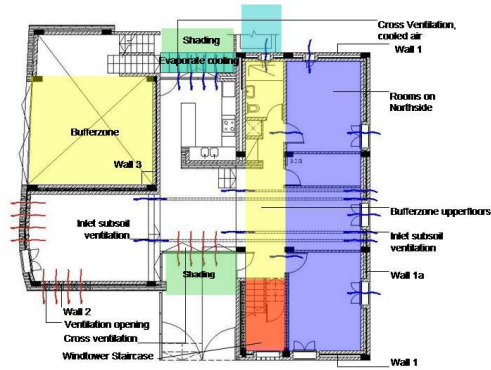 Cross Ventilation,
cooled air
Shading
Wall 1
Evaporate cooling
Rooms on
Northside
Bufferzone
Wall 3
Bufferzone upperfloors
Inlet subsoil
ventilation
Inlet subsoil
ventilation
Shading
Wall 1a
Wall 2
Ventilation opening
Cross ventilation
Windtower Staircase
Wall 1